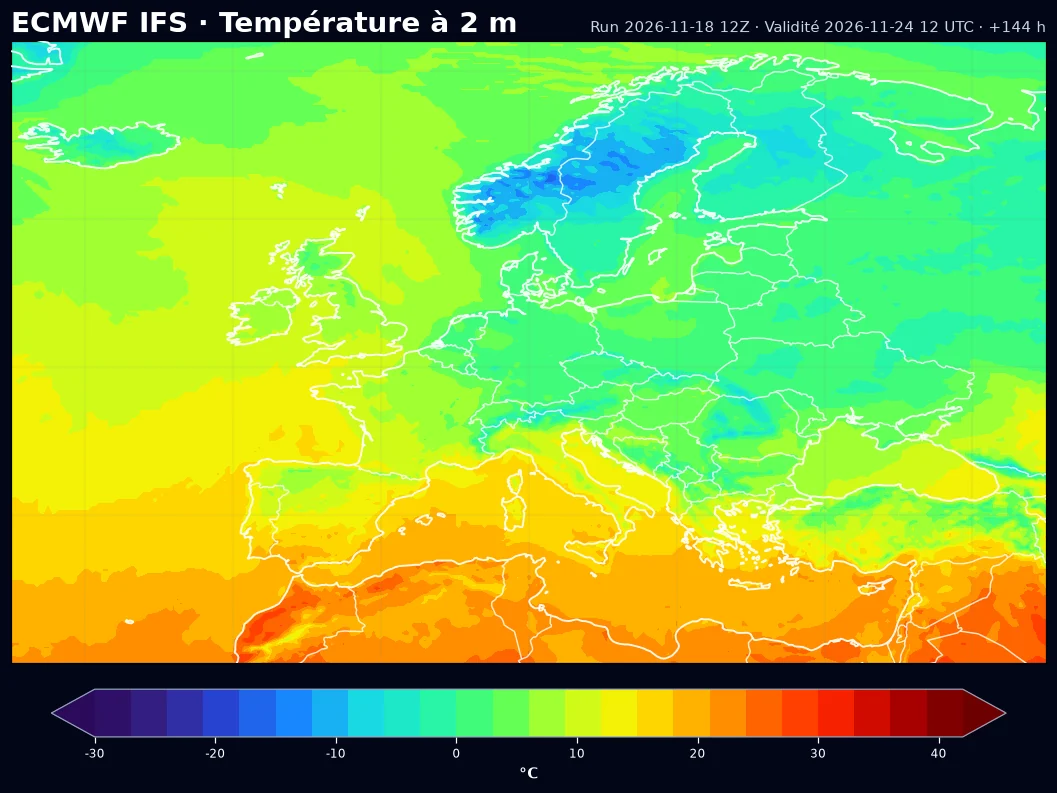 ECMWF IFS · Température à 2 m
Run 2026-11-18 12Z · Validité 2026-11-24 12 UTC · +144 h
-30 -20 -10 0 10 20 30 40
°C